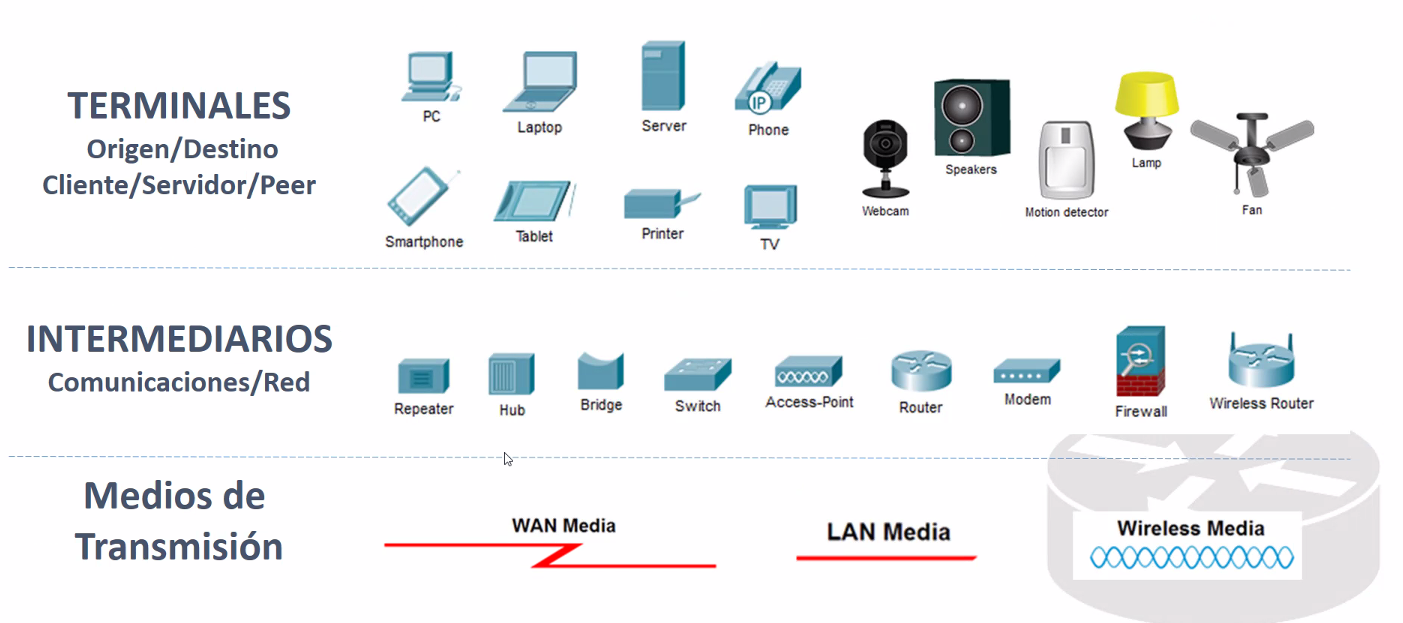 TERMINALES
Origen/Destino
Cliente/Servidor/Peer
PC
Laptop
Server
IP
Phone
Webcam
Speakers
Motion detector
Lamp
Fan
Smartphone
Tablet
Printer
TV
INTERMEDIARIOS
Comunicaciones/Red
Repeater
Hub
Bridge
Switch
Access-Point
Router
Modem
Firewall
Wireless Router
Medios de
Transmisión
WAN Media
LAN Media
Wireless Media